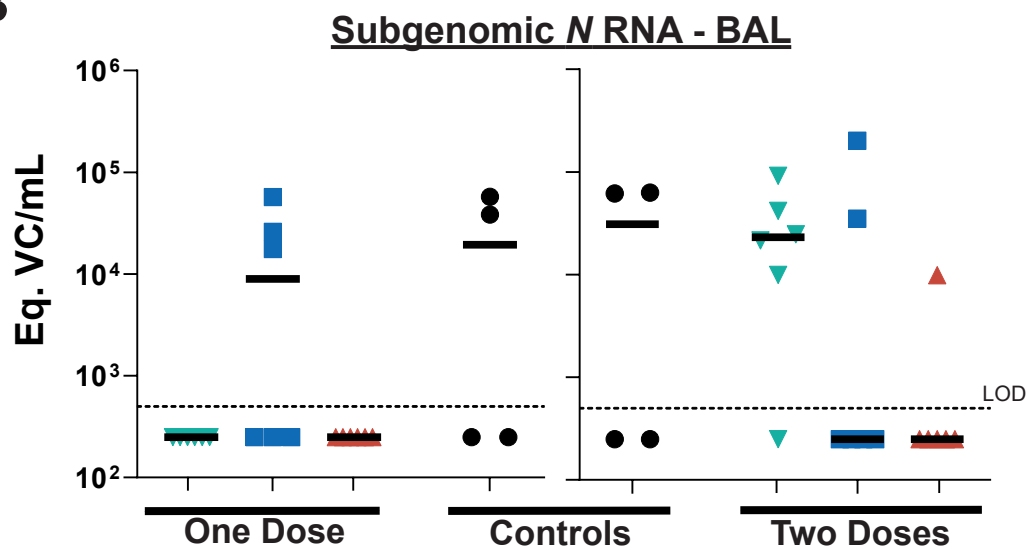 Subgenomic N RNA - BAL
Eq. VC/mL
10⁶
10⁵
10⁴
10³
10²
LOD
One Dose
Controls
Two Doses